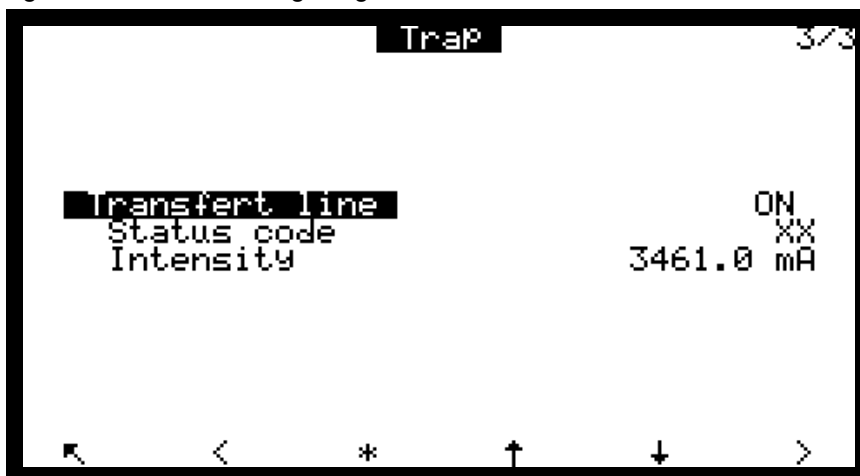 Trap 3/3
Transfert line ON
Status code XX
Intensity 3461.0 mA
↖ < * ↑ ↓ >